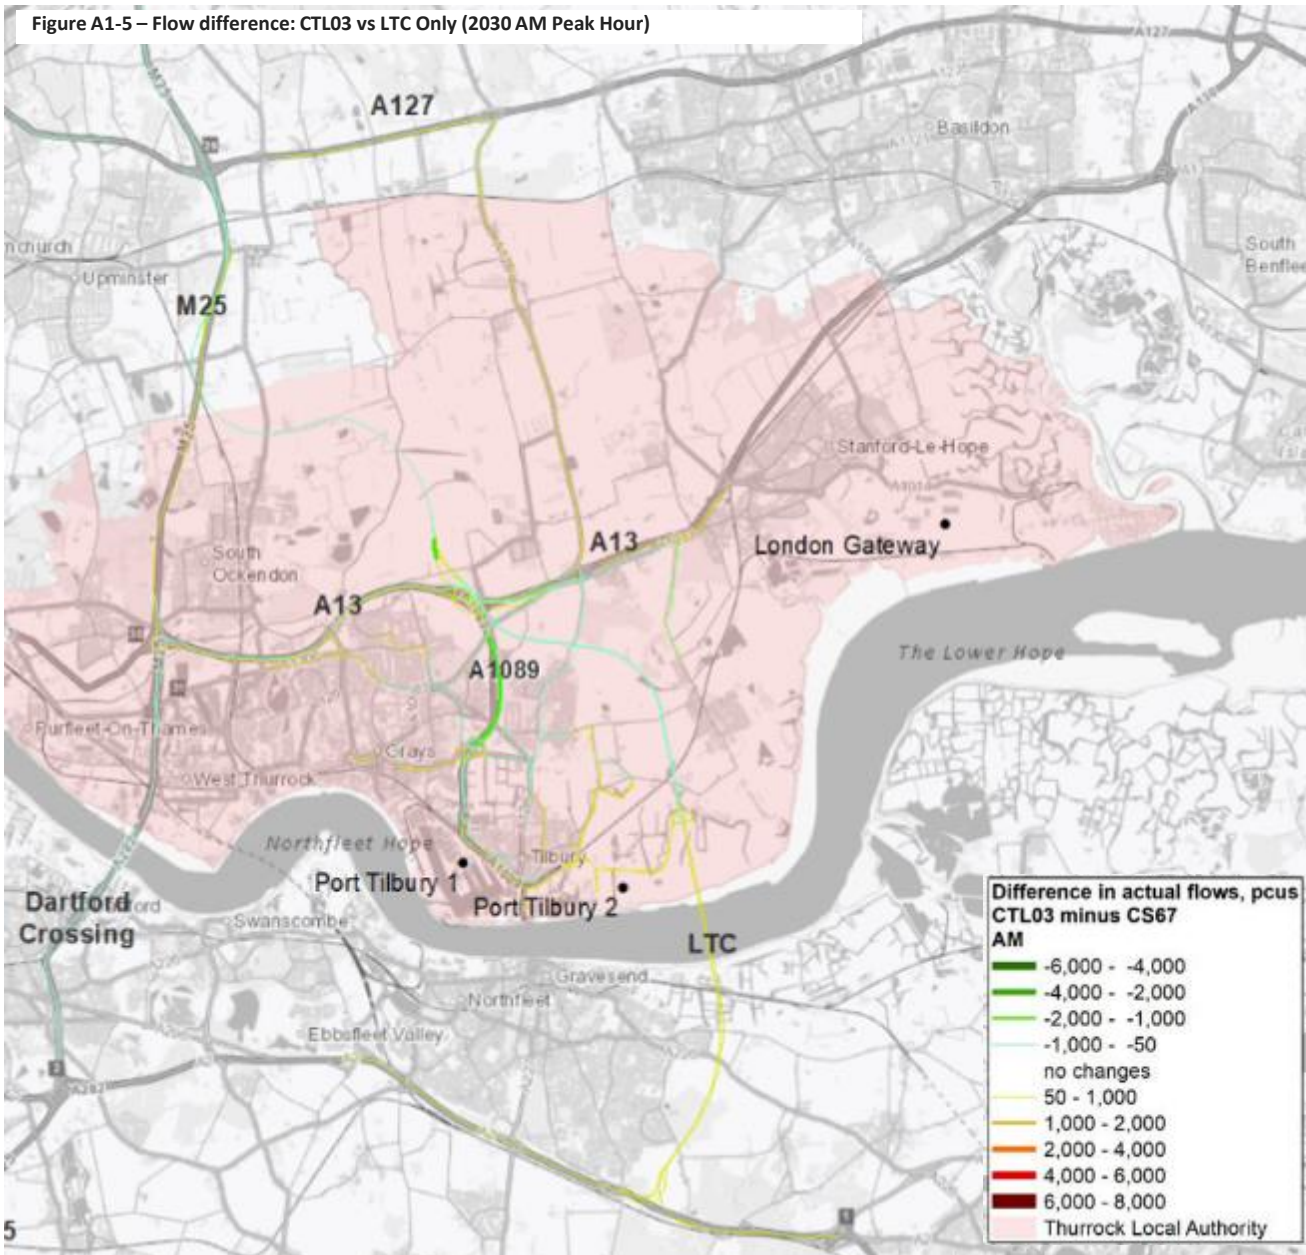 Figure A1-5 – Flow difference: CTL03 vs LTC Only (2030 AM Peak Hour)
A127
M25
A127
Basildon
Upminster
South
M25
Stanford-Le-Hope
A13
London Gateway
South
Ockendon
A13
The Lower Hope
A1089
Purfleet-On-Thames
Grays
West Thurrock
Northfleet Hope
Tilbury
Port Tilbury 1
Port Tilbury 2
Dartford
Crossing
Swanscombe
LTC
Gravesend
Northfleet
Ebbsfleet Valley
A282
Difference in actual flows, pcus
CTL03 minus CS67
AM
-6,000 - -4,000
-4,000 - -2,000
-2,000 - -1,000
-1,000 - -50
no changes
50 - 1,000
1,000 - 2,000
2,000 - 4,000
4,000 - 6,000
6,000 - 8,000
Thurrock Local Authority
5